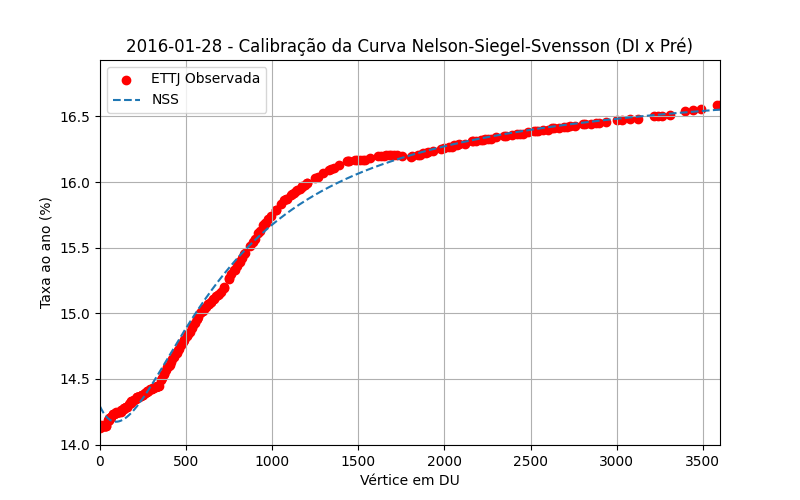 2016-01-28 - Calibração da Curva Nelson-Siegel-Svensson (DI x Pré)
ETTJ Observada
NSS
Taxa ao ano (%)
16.5
16.0
15.5
15.0
14.5
14.0
0 500 1000 1500 2000 2500 3000 3500
Vértice em DU